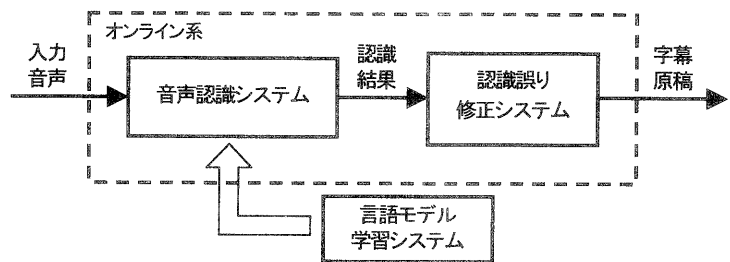 オンライン系
入力
音声
音声認識システム
認識
結果
認識誤り
修正システム
字幕
原稿
言語モデル
学習システム